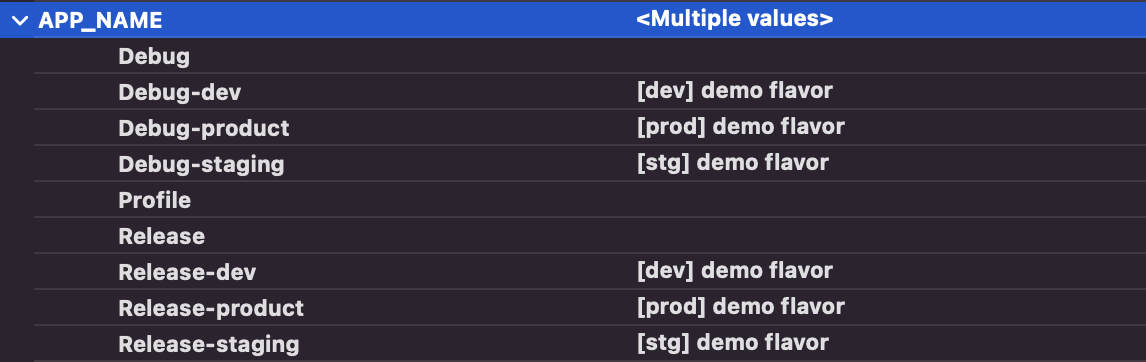 APP_NAME <Multiple values>
Debug
Debug-dev [dev] demo flavor
Debug-product [prod] demo flavor
Debug-staging [stg] demo flavor
Profile
Release
Release-dev [dev] demo flavor
Release-product [prod] demo flavor
Release-staging [stg] demo flavor